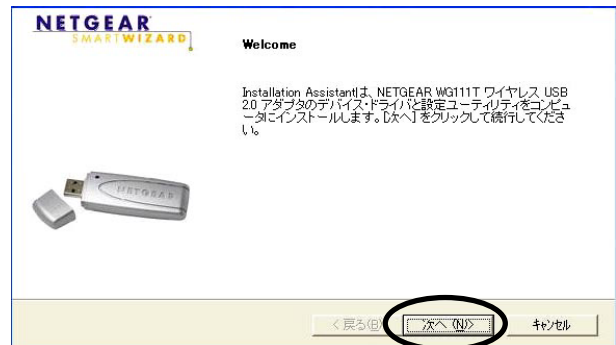 NETGEAR
SMARTWIZARD
Welcome
Installation Assistantは、NETGEAR WG111T ワイヤレス USB
2.0 アダプタのデバイス・ドライバと設定ユーティリティをコンピュ
ータにインストールします。[次へ] をクリックして続行してくださ
い。
NETGEAR
< 戻る(B)
次へ (N)>
キャンセル